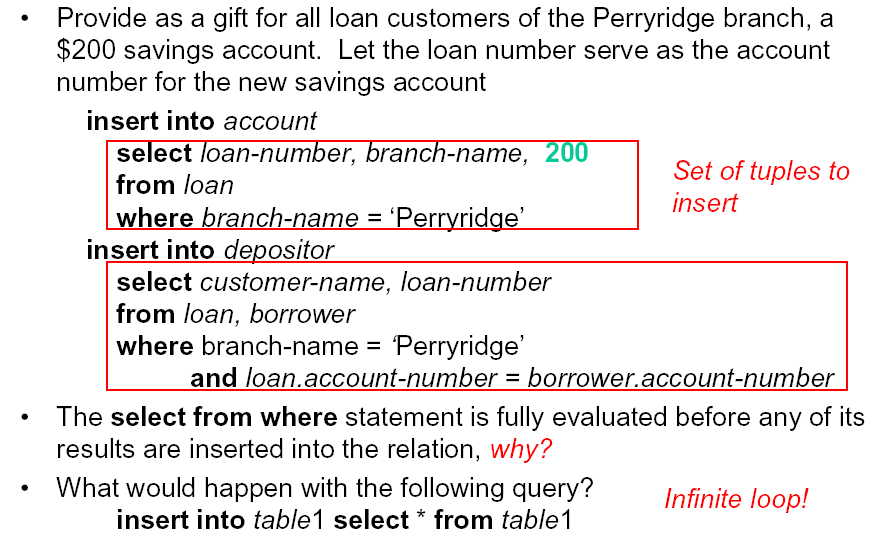 • Provide as a gift for all loan customers of the Perryridge branch, a
$200 savings account. Let the loan number serve as the account
number for the new savings account
insert into account
select loan-number, branch-name, 200
from loan
where branch-name = ‘Perryridge’
Set of tuples to
insert
insert into depositor
select customer-name, loan-number
from loan, borrower
where branch-name = ‘Perryridge’
and loan.account-number = borrower.account-number
• The select from where statement is fully evaluated before any of its
results are inserted into the relation, why?
• What would happen with the following query?
insert into table1 select * from table1
Infinite loop!